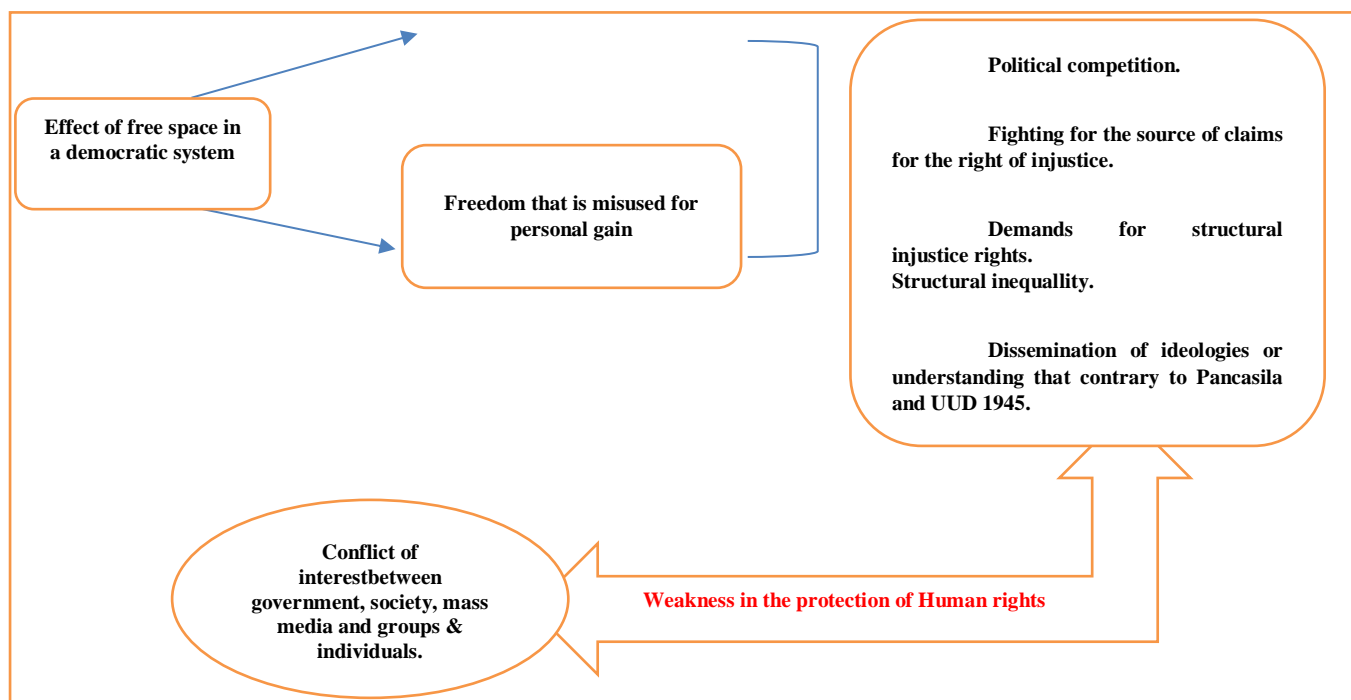 Effect of free space in
a democratic system
Freedom that is misused for
personal gain
Political competition.
Fighting for the source of claims
for the right of injustice.
Demands for structural
injustice rights.
Structural inequallity.
Dissemination of ideologies or
understanding that contrary to Pancasila
and UUD 1945.
Conflict of
interestbetween
government, society, mass
media and groups &
individuals.
Weakness in the protection of Human rights